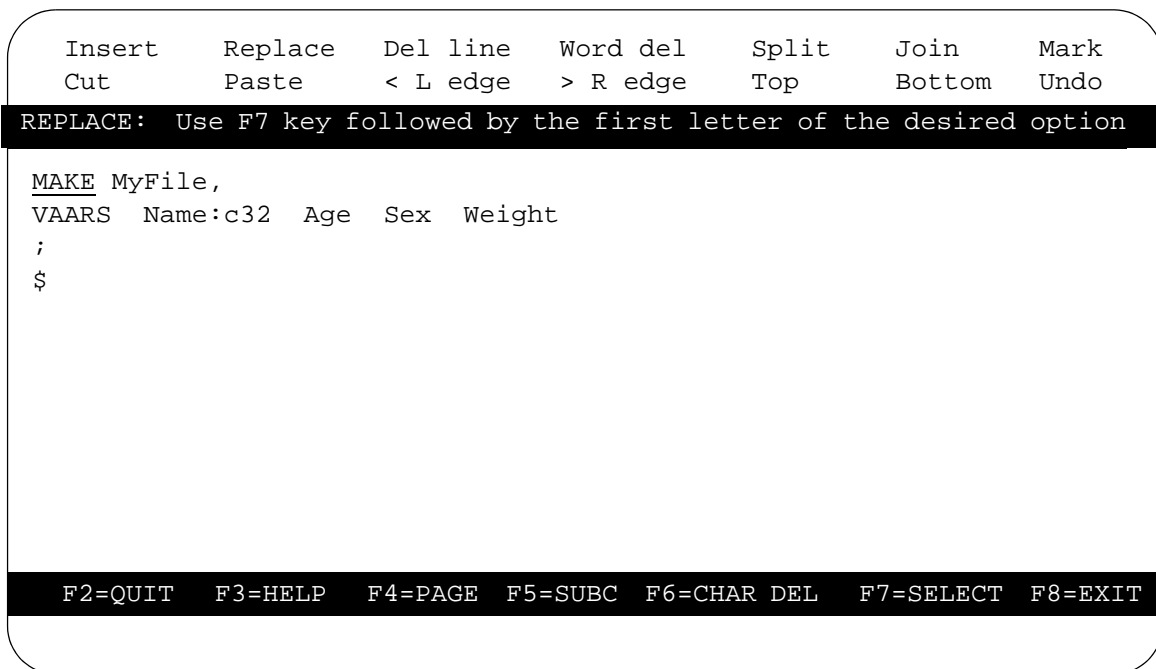 Insert Replace Del line Word del Split Join Mark
Cut Paste < L edge > R edge Top Bottom Undo
REPLACE: Use F7 key followed by the first letter of the desired option
MAKE MyFile,
VAARS Name:c32 Age Sex Weight
;
$
F2=QUIT F3=HELP F4=PAGE F5=SUBC F6=CHAR DEL F7=SELECT F8=EXIT